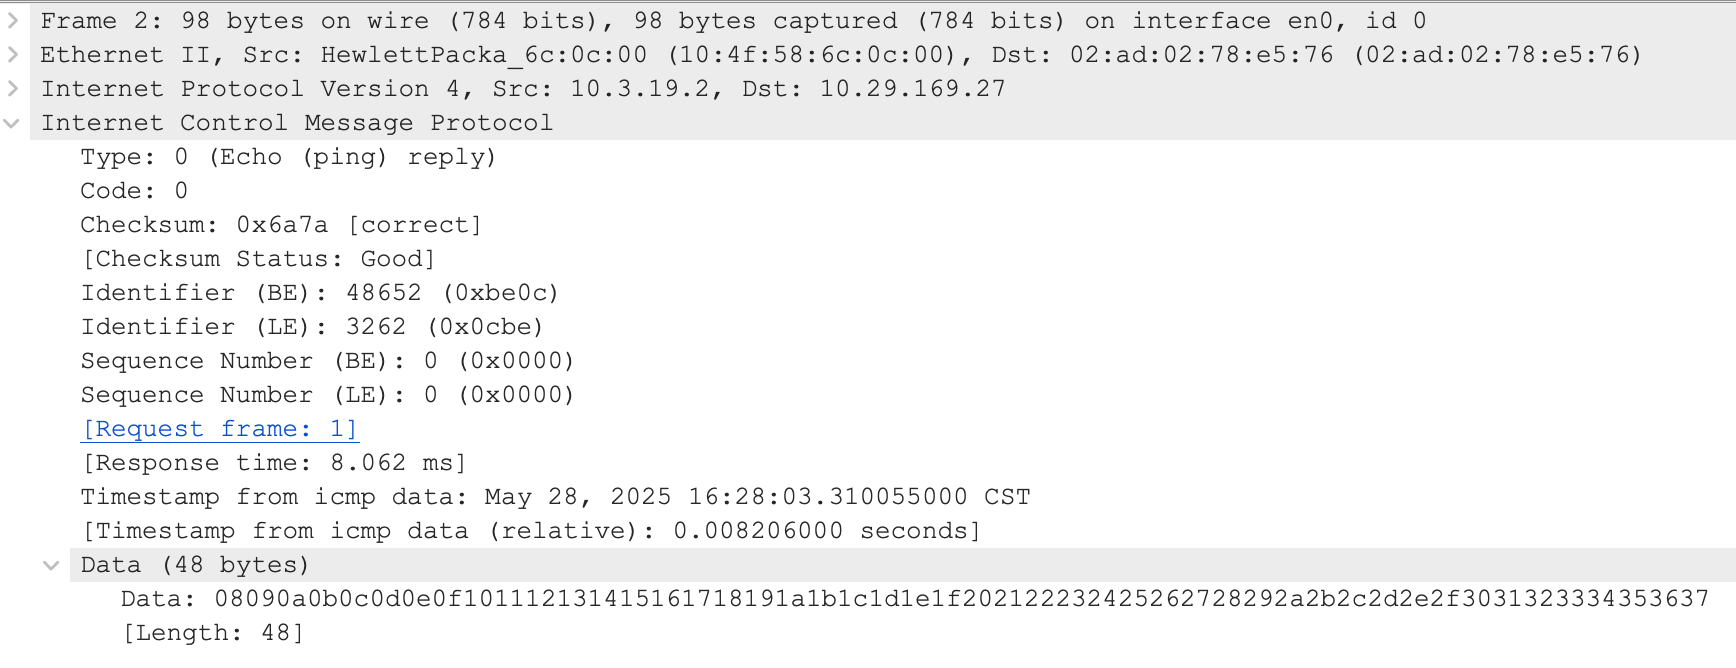 Frame 2: 98 bytes on wire (784 bits), 98 bytes captured (784 bits) on interface en0, id 0
Ethernet II, Src: HewlettPacka_6c:0c:00 (10:4f:58:6c:0c:00), Dst: 02:ad:02:78:e5:76 (02:ad:02:78:e5:76)
Internet Protocol Version 4, Src: 10.3.19.2, Dst: 10.29.169.27
Internet Control Message Protocol
Type: 0 (Echo (ping) reply)
Code: 0
Checksum: 0x6a7a [correct]
[Checksum Status: Good]
Identifier (BE): 48652 (0xbe0c)
Identifier (LE): 3262 (0x0cbe)
Sequence Number (BE): 0 (0x0000)
Sequence Number (LE): 0 (0x0000)
[Request frame: 1]
[Response time: 8.062 ms]
Timestamp from icmp data: May 28, 2025 16:28:03.310055000 CST
[Timestamp from icmp data (relative): 0.008206000 seconds]
Data (48 bytes)
Data: 08090a0b0c0d0e0f101112131415161718191a1b1c1d1e1f202122232425262728292a2b2c2d2e2f3031323334353637
[Length: 48]